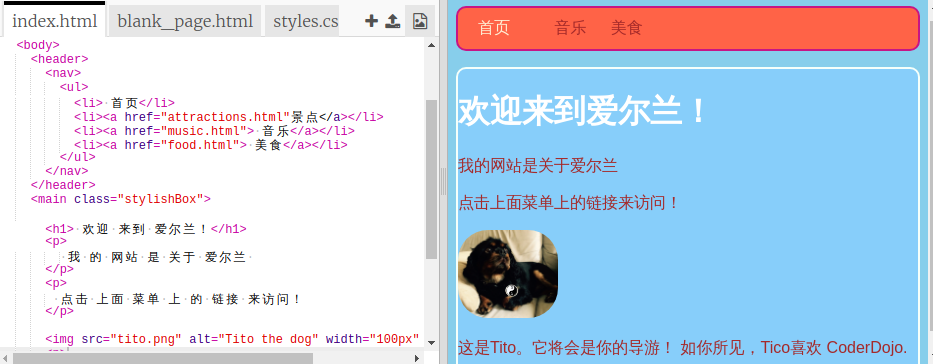 index.html blank_page.html styles.cs
<body>
<header>
<nav>
<ul>
<li> 首页</li>
<li><a href="attractions.html"景点</a></li>
<li><a href="music.html"> 音乐</a></li>
<li><a href="food.html"> 美食</a></li>
</ul>
</nav>
</header>
<main class="stylishBox">
<h1> 欢迎 来到 爱尔兰！</h1>
<p>
我 的 网站 是 关于 爱尔兰
</p>
<p>
点击 上面 菜单 上 的 链接 来访问！
</p>
<img src="tito.png" alt="Tito the dog" width="100px"
首页 音乐 美食
欢迎来到爱尔兰！
我的网站是关于爱尔兰
点击上面菜单上的链接来访问！
这是Tito。它将会是你的导游！ 如你所见，Tico喜欢 CoderDojo.